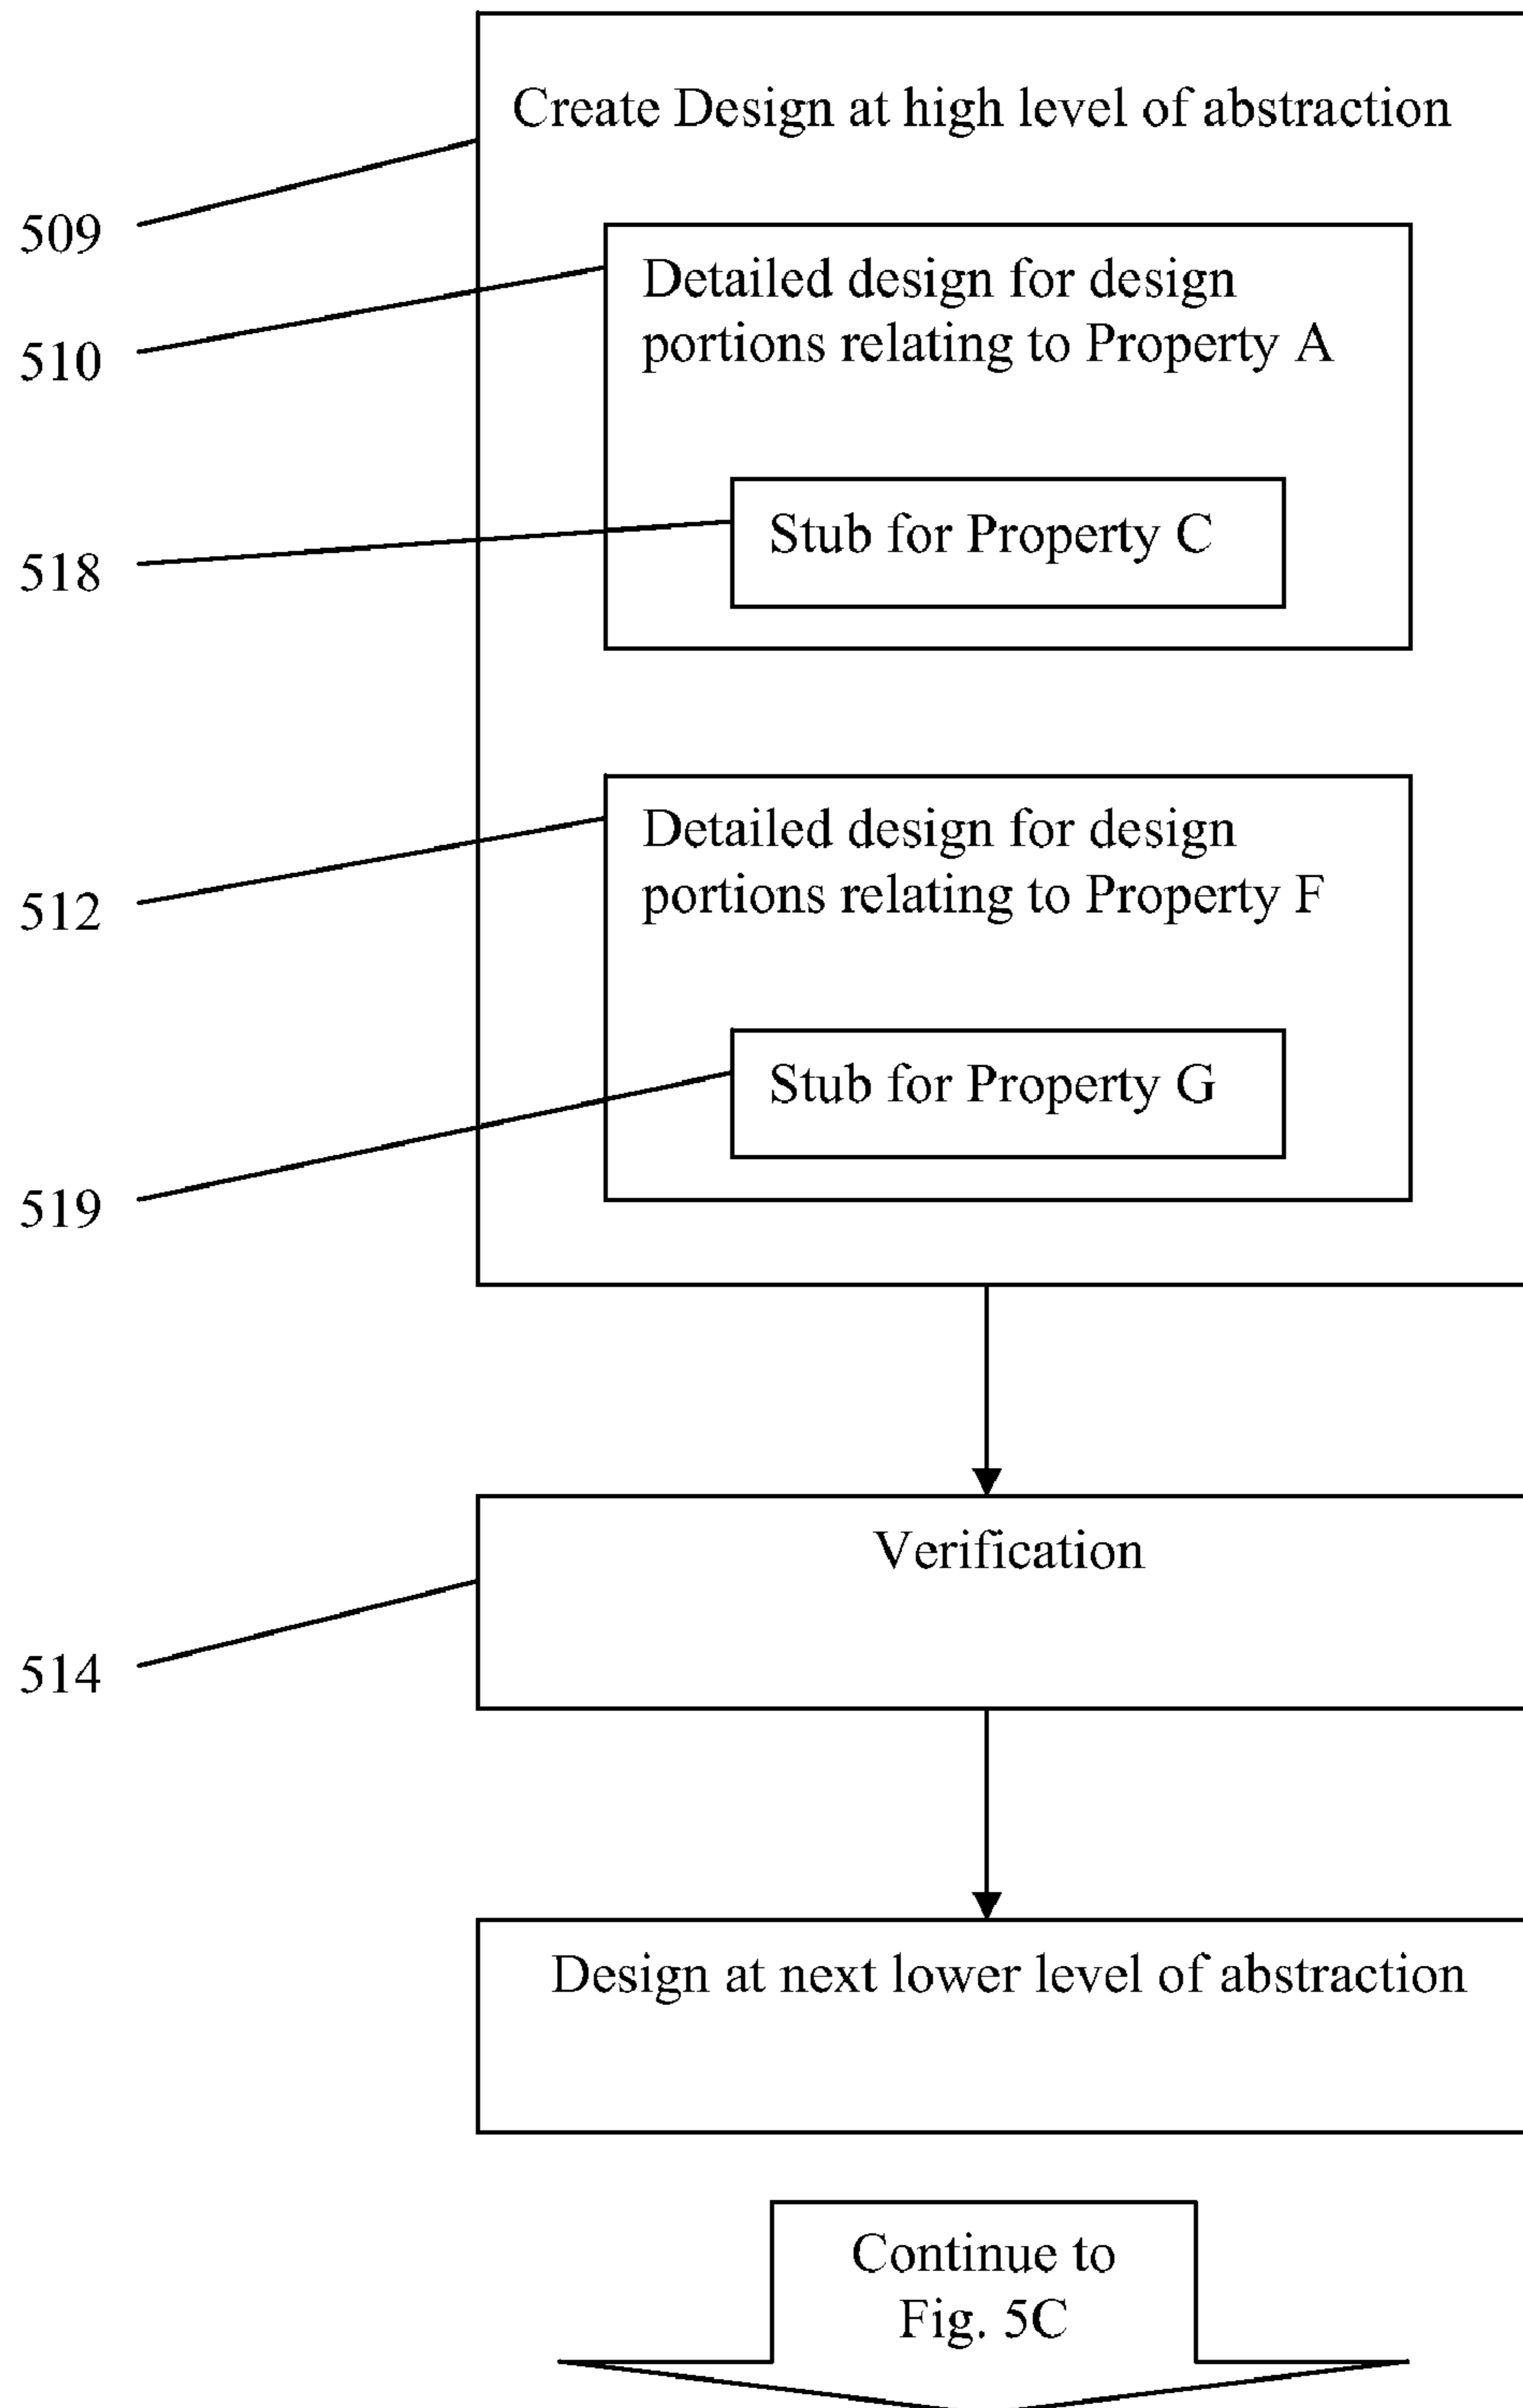 Create Design at high level of abstraction
509
Detailed design for design
portions relating to Property A
510
Stub for Property C
518
Detailed design for design
portions relating to Property F
512
Stub for Property G
519
Verification
514
Design at next lower level of abstraction
Continue to
Fig. 5C